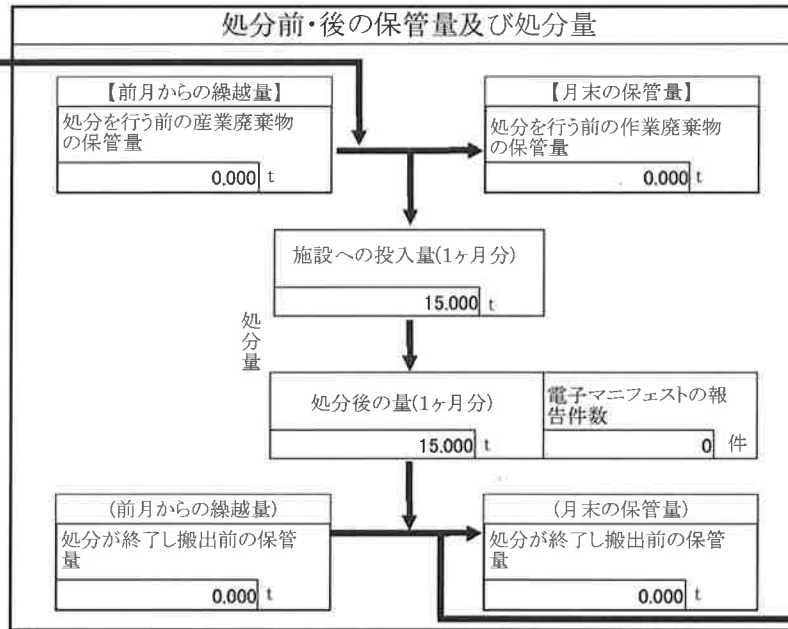 処分前・後の保管量及び処分量
【前月からの繰越量】
処分を行う前の産業廃棄物
の保管量
0.000 t
【月末の保管量】
処分を行う前の作業廃棄物
の保管量
0.000 t
施設への投入量(1ヶ月分)
15.000 t
処分量
処分後の量(1ヶ月分)
15.000 t
電子マニフェストの報
告件数
0 件
(前月からの繰越量)
処分が終了し搬出前の保管
量
0.000 t
(月末の保管量)
処分が終了し搬出前の保管
量
0.000 t